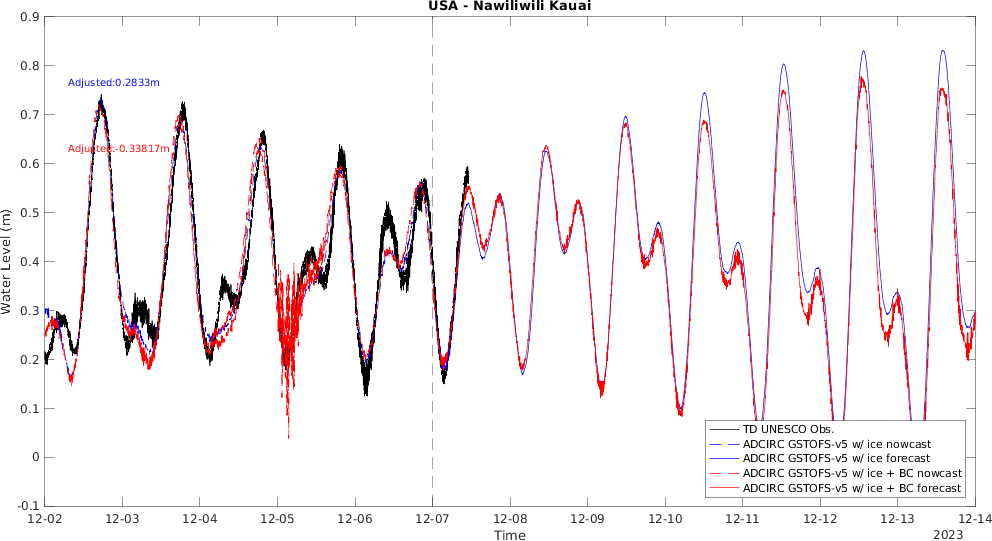 USA - Nawiliwili Kauai
0.9
0.8
0.7
0.6
0.5
0.4
0.3
0.2
0.1
0
-0.1
Water Level (m)
Adjusted:0.2833m
Adjusted:-0.33817m
TD UNESCO Obs.
ADCIRC GSTOFS-v5 w/ ice nowcast
ADCIRC GSTOFS-v5 w/ ice forecast
ADCIRC GSTOFS-v5 w/ ice + BC nowcast
ADCIRC GSTOFS-v5 w/ ice + BC forecast
12-02 12-03 12-04 12-05 12-06 12-07 12-08 12-09 12-10 12-11 12-12 12-13 12-14
Time
2023